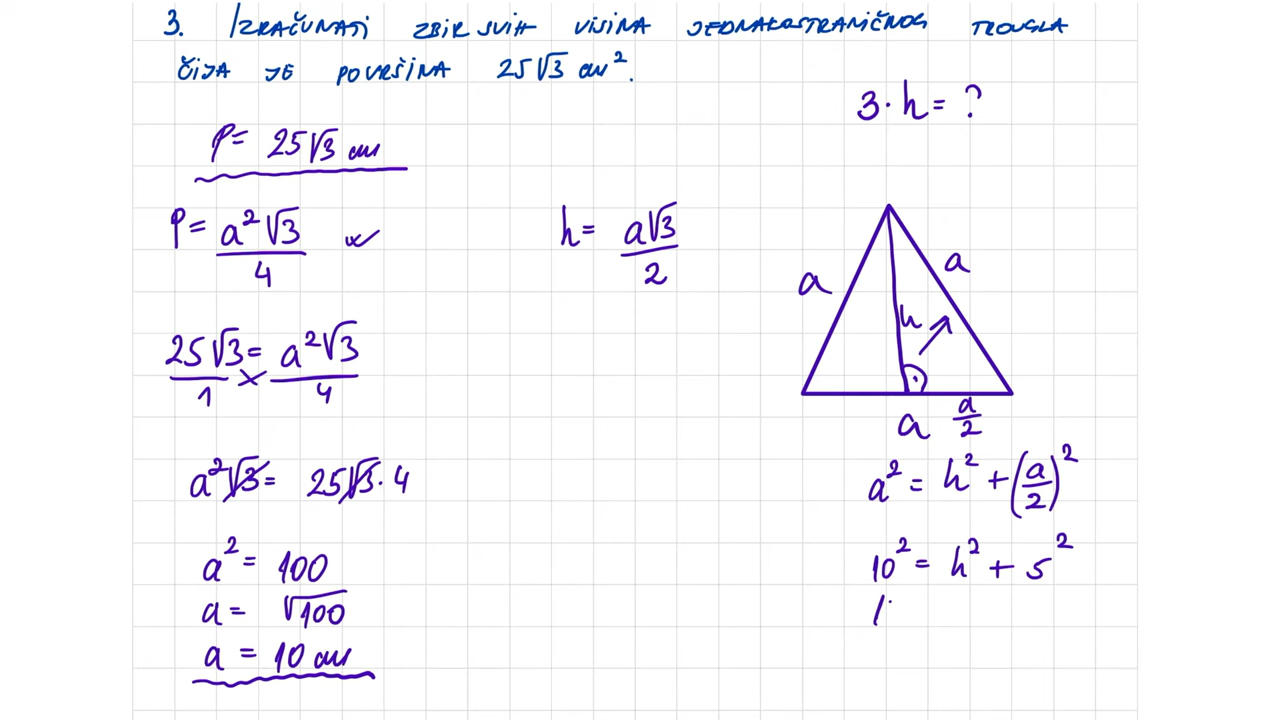 3. IZRAČUNATI ZBIR SVIH VISINA JEDNAKOSTRANIČNOG TROUGLA
ČIJA JE POVRŠINA 25√3 cm².
3·h = ?
P = 25√3 cm
P = a²√3/4
h = a√3/2
a
a
h
a
a/2
25√3/1 = a²√3/4
a²√3 = 25√3·4
a² = 100
a = √100
a = 10 cm
a² = h² + (a/2)²
10² = h² + 5²
1